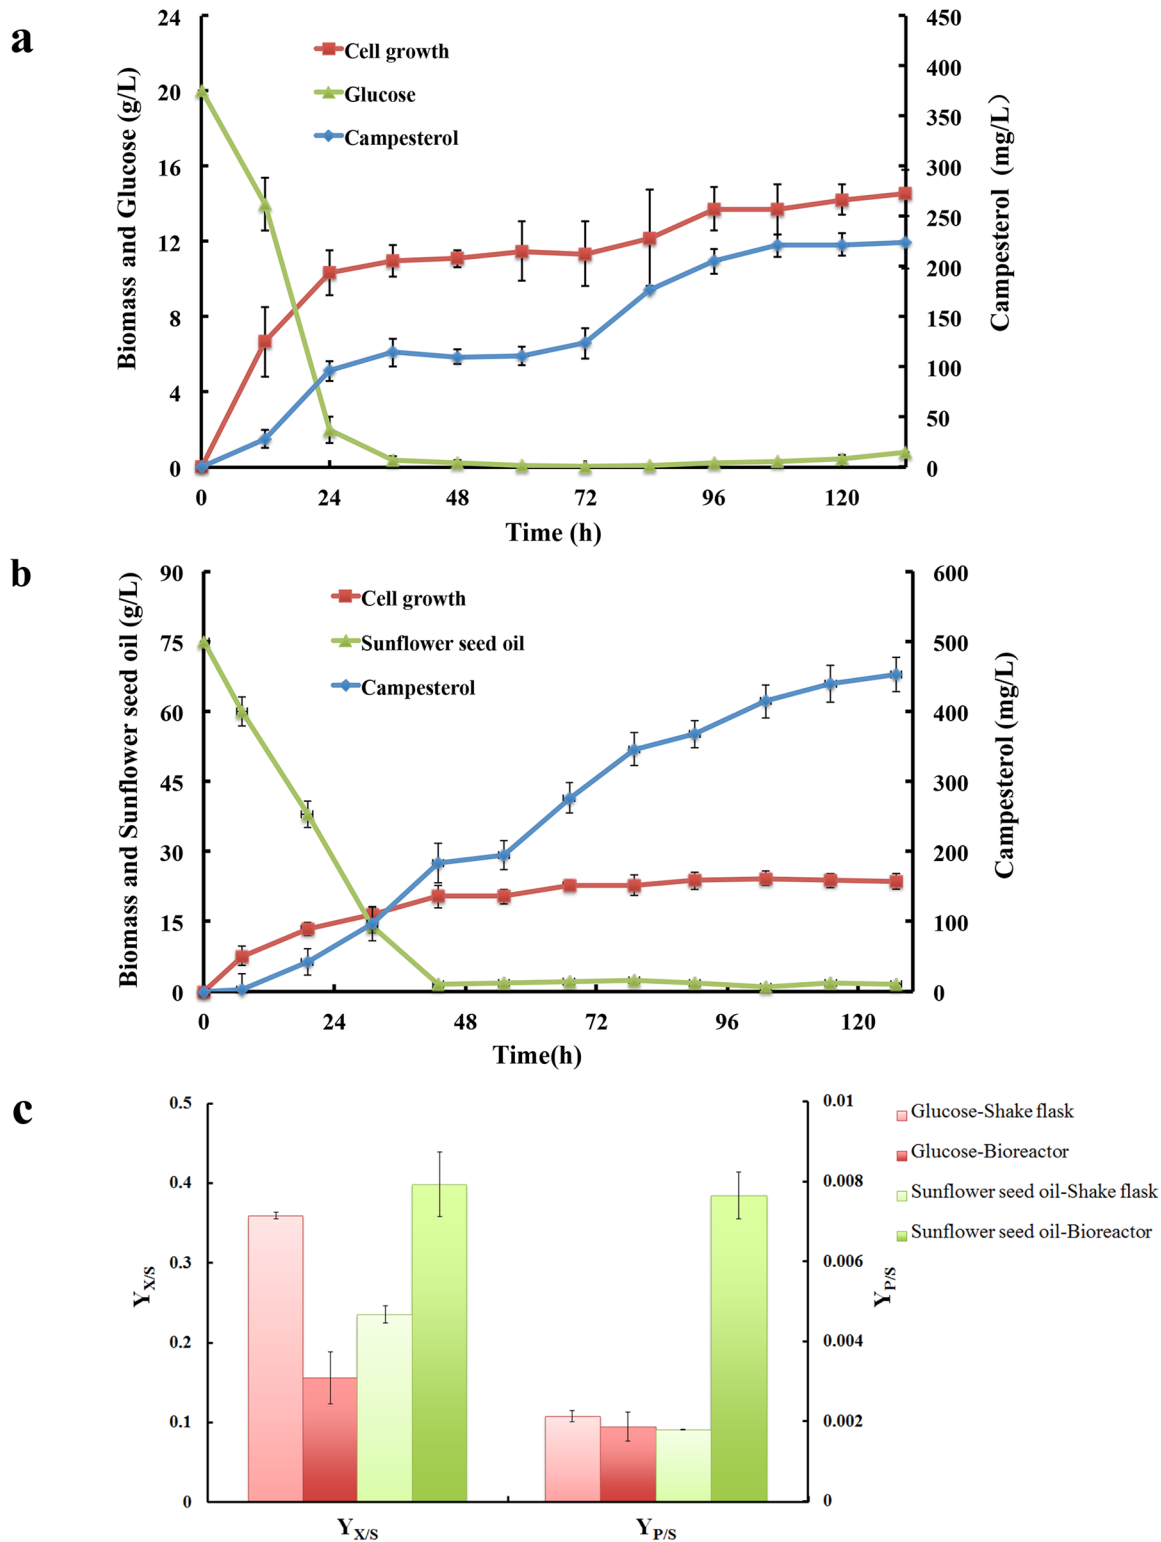 a
24
20
16
12
8
4
0
Biomass and Glucose (g/L)
Cell growth
Glucose
Campesterol
450
400
350
300
250
200
150
100
50
0
Campesterol (mg/L)
0 24 48 72 96 120
Time (h)
b
90
75
60
45
30
15
0
Biomass and Sunflower seed oil (g/L)
Cell growth
Sunflower seed oil
Campesterol
600
500
400
300
200
100
0
Campesterol (mg/L)
0 24 48 72 96 120
Time(h)
c
0.5
0.4
0.3
0.2
0.1
0
Y X/S
0.01
0.008
0.006
0.004
0.002
0
Y P/S
Y X/S
Y P/S
Glucose-Shake flask
Glucose-Bioreactor
Sunflower seed oil-Shake flask
Sunflower seed oil-Bioreactor